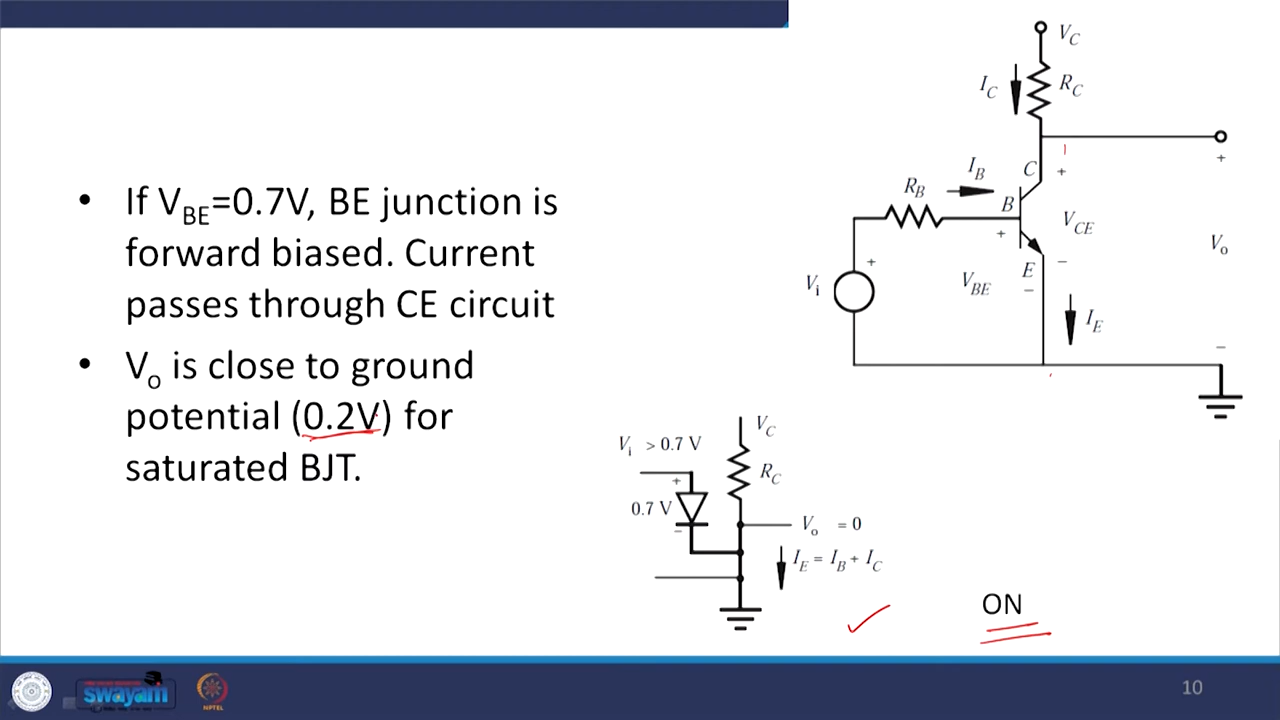 • If VBE=0.7V, BE junction is
forward biased. Current
passes through CE circuit
• Vo is close to ground
potential (0.2V) for
saturated BJT.
VC
IC
RC
IB
C
+
+
RB
B
+
VCE
Vo
+
Vi
VBE
E
–
–
IE
–
VC
Vi > 0.7 V
RC
+
0.7 V
–
Vo = 0
IE = IB + IC
ON
swayam
NPTEL
10